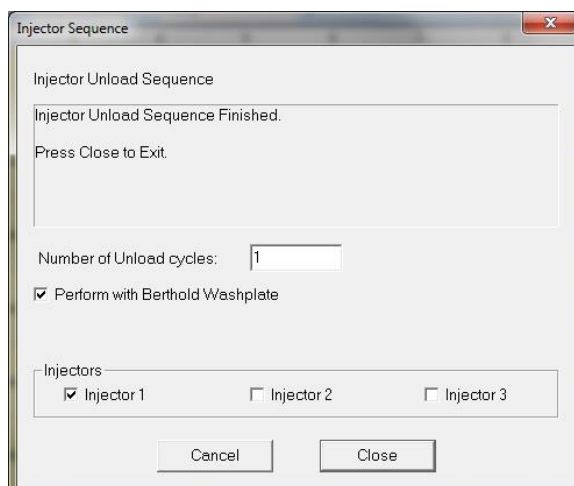 Injector Sequence
Injector Unload Sequence
Injector Unload Sequence Finished.
Press Close to Exit.
Number of Unload cycles: 1
Perform with Berthold Washplate
Injectors
Injector 1 Injector 2 Injector 3
Cancel Close